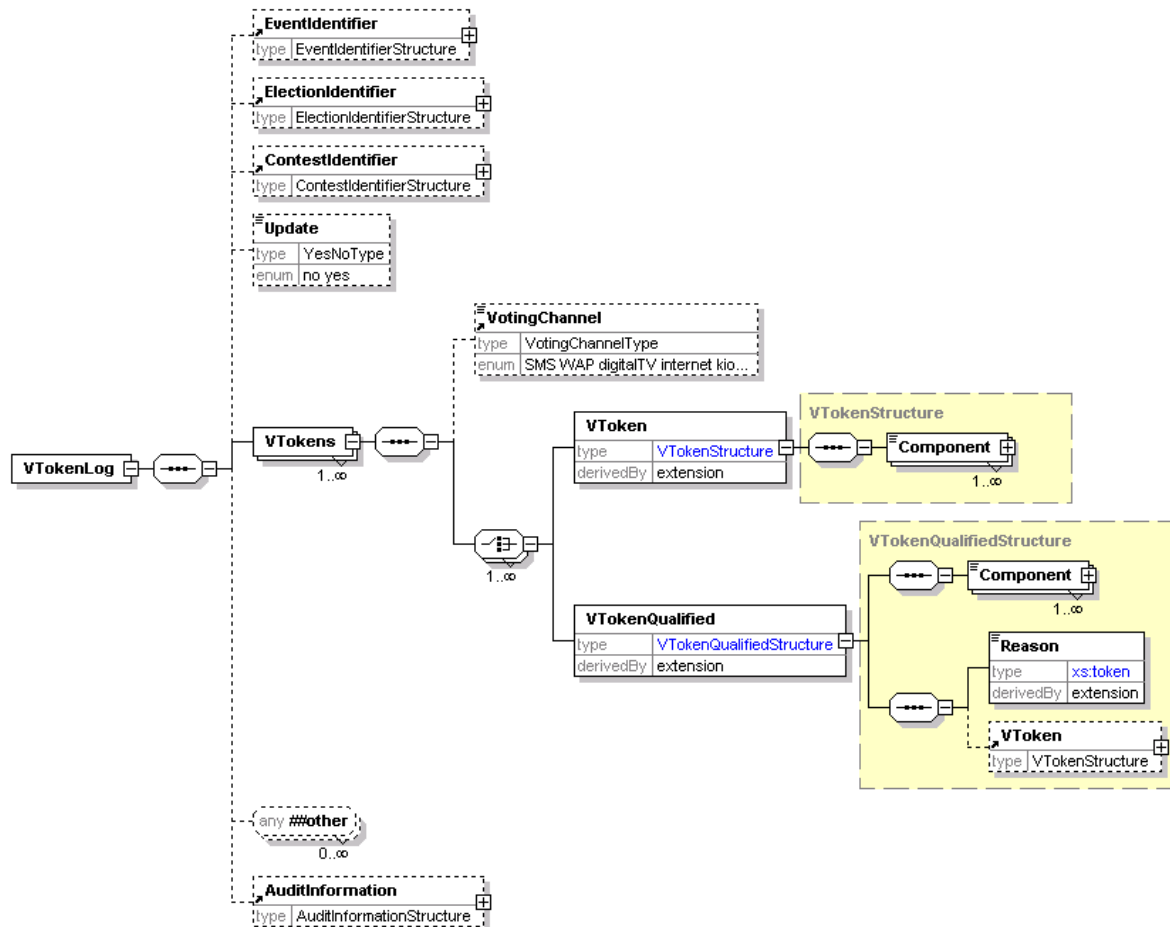 EventIdentifier
type EventIdentifierStructure
ElectionIdentifier
type ElectionIdentifierStructure
ContestIdentifier
type ContestIdentifierStructure
Update
type YesNoType
enum no yes
VotingChannel
type VotingChannelType
enum SMS WAP digitalTV internet kio...
VTokenStructure
VToken
type VTokenStructure
derivedBy extension
Component
1..∞
VTokens
1..∞
VTokenLog
1..∞
VTokenQualifiedStructure
Component
1..∞
VTokenQualified
type VTokenQualifiedStructure
derivedBy extension
Reason
type xs:token
derivedBy extension
VToken
type VTokenStructure
any ##other
0..∞
AuditInformation
type AuditInformationStructure